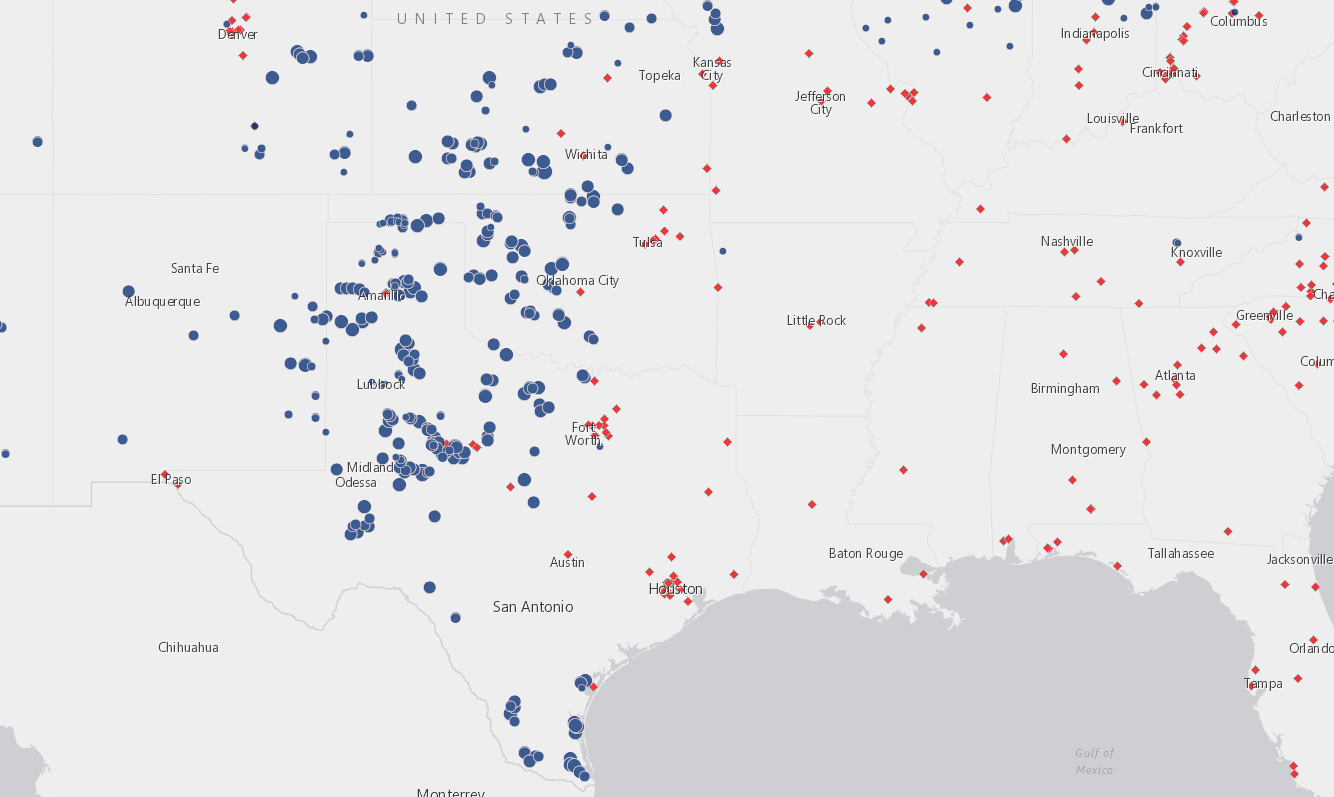 UNITED STATES
Columbus
Denver
Indianapolis
Kansas
City
Topeka
Cincinnati
Jefferson
City
Louisville
Frankfort
Charleston
Wichita
Tulsa
Nashville
Knoxville
Santa Fe
Oklahoma City
Albuquerque
Amarillo
Cha
Greenville
Little Rock
Colum
Atlanta
Lubbock
Birmingham
Fort
Worth
Montgomery
Midland
Odessa
El Paso
Austin
Baton Rouge
Tallahassee
Jacksonville
Houston
San Antonio
Chihuahua
Orlando
Tampa
Gulf of
Mexico
Monterrey